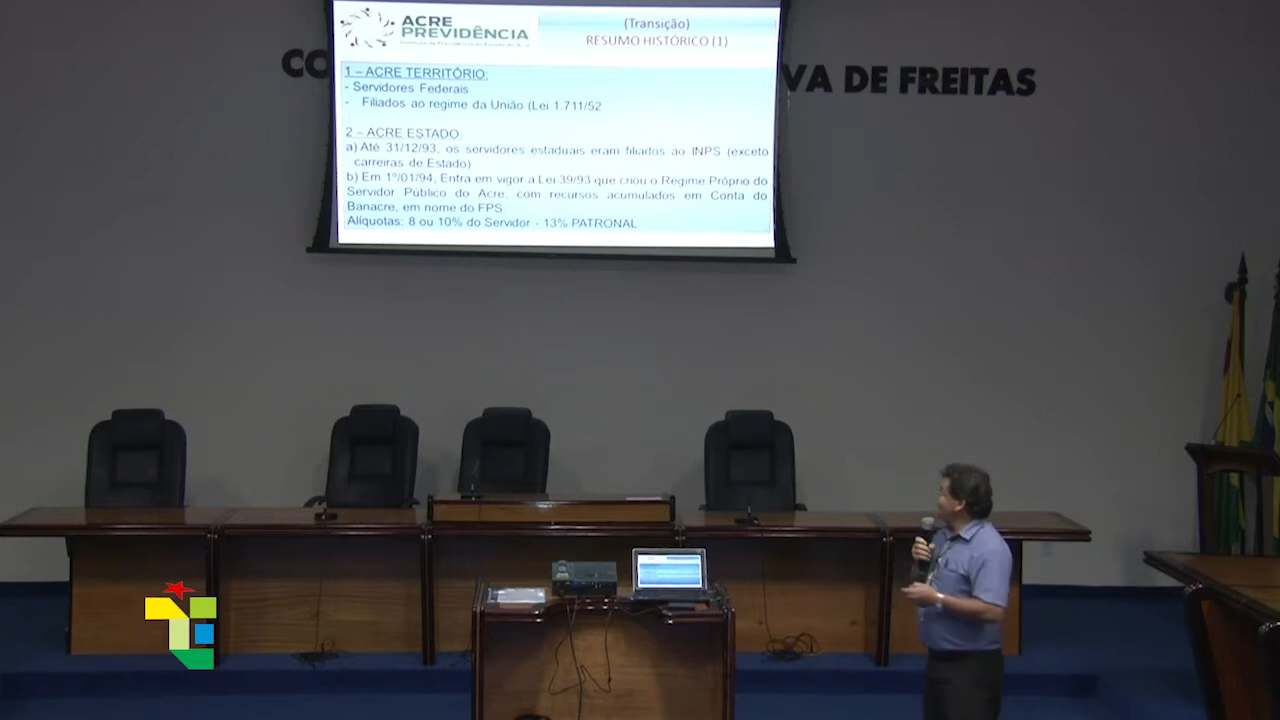 ACRE
PREVIDÊNCIA
(Transição)
RESUMO HISTÓRICO (1)
CO
VA DE FREITAS
1 – ACRE TERRITÓRIO:
- Servidores Federais
- Filiados ao regime da União (Lei 1.711/52
2 – ACRE ESTADO
a) Até 31/12/93, os servidores estaduais eram filiados ao INPS (exceto
carreiras de Estado)
b) Em 1º/01/94, Entra em vigor a Lei 39/93 que criou o Regime Próprio do
Servidor Público do Acre, com recursos acumulados em Conta do
Banacre, em nome do FPS
Alíquotas: 8 ou 10% do Servidor - 13% PATRONAL